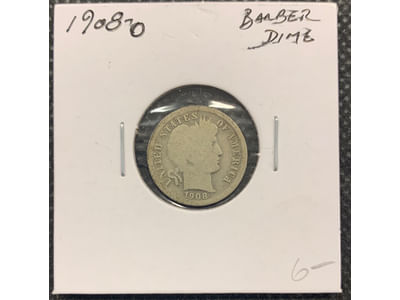 1908-O
BARBER
DIME
UNITED STATES OF AMERICA
1908
6-